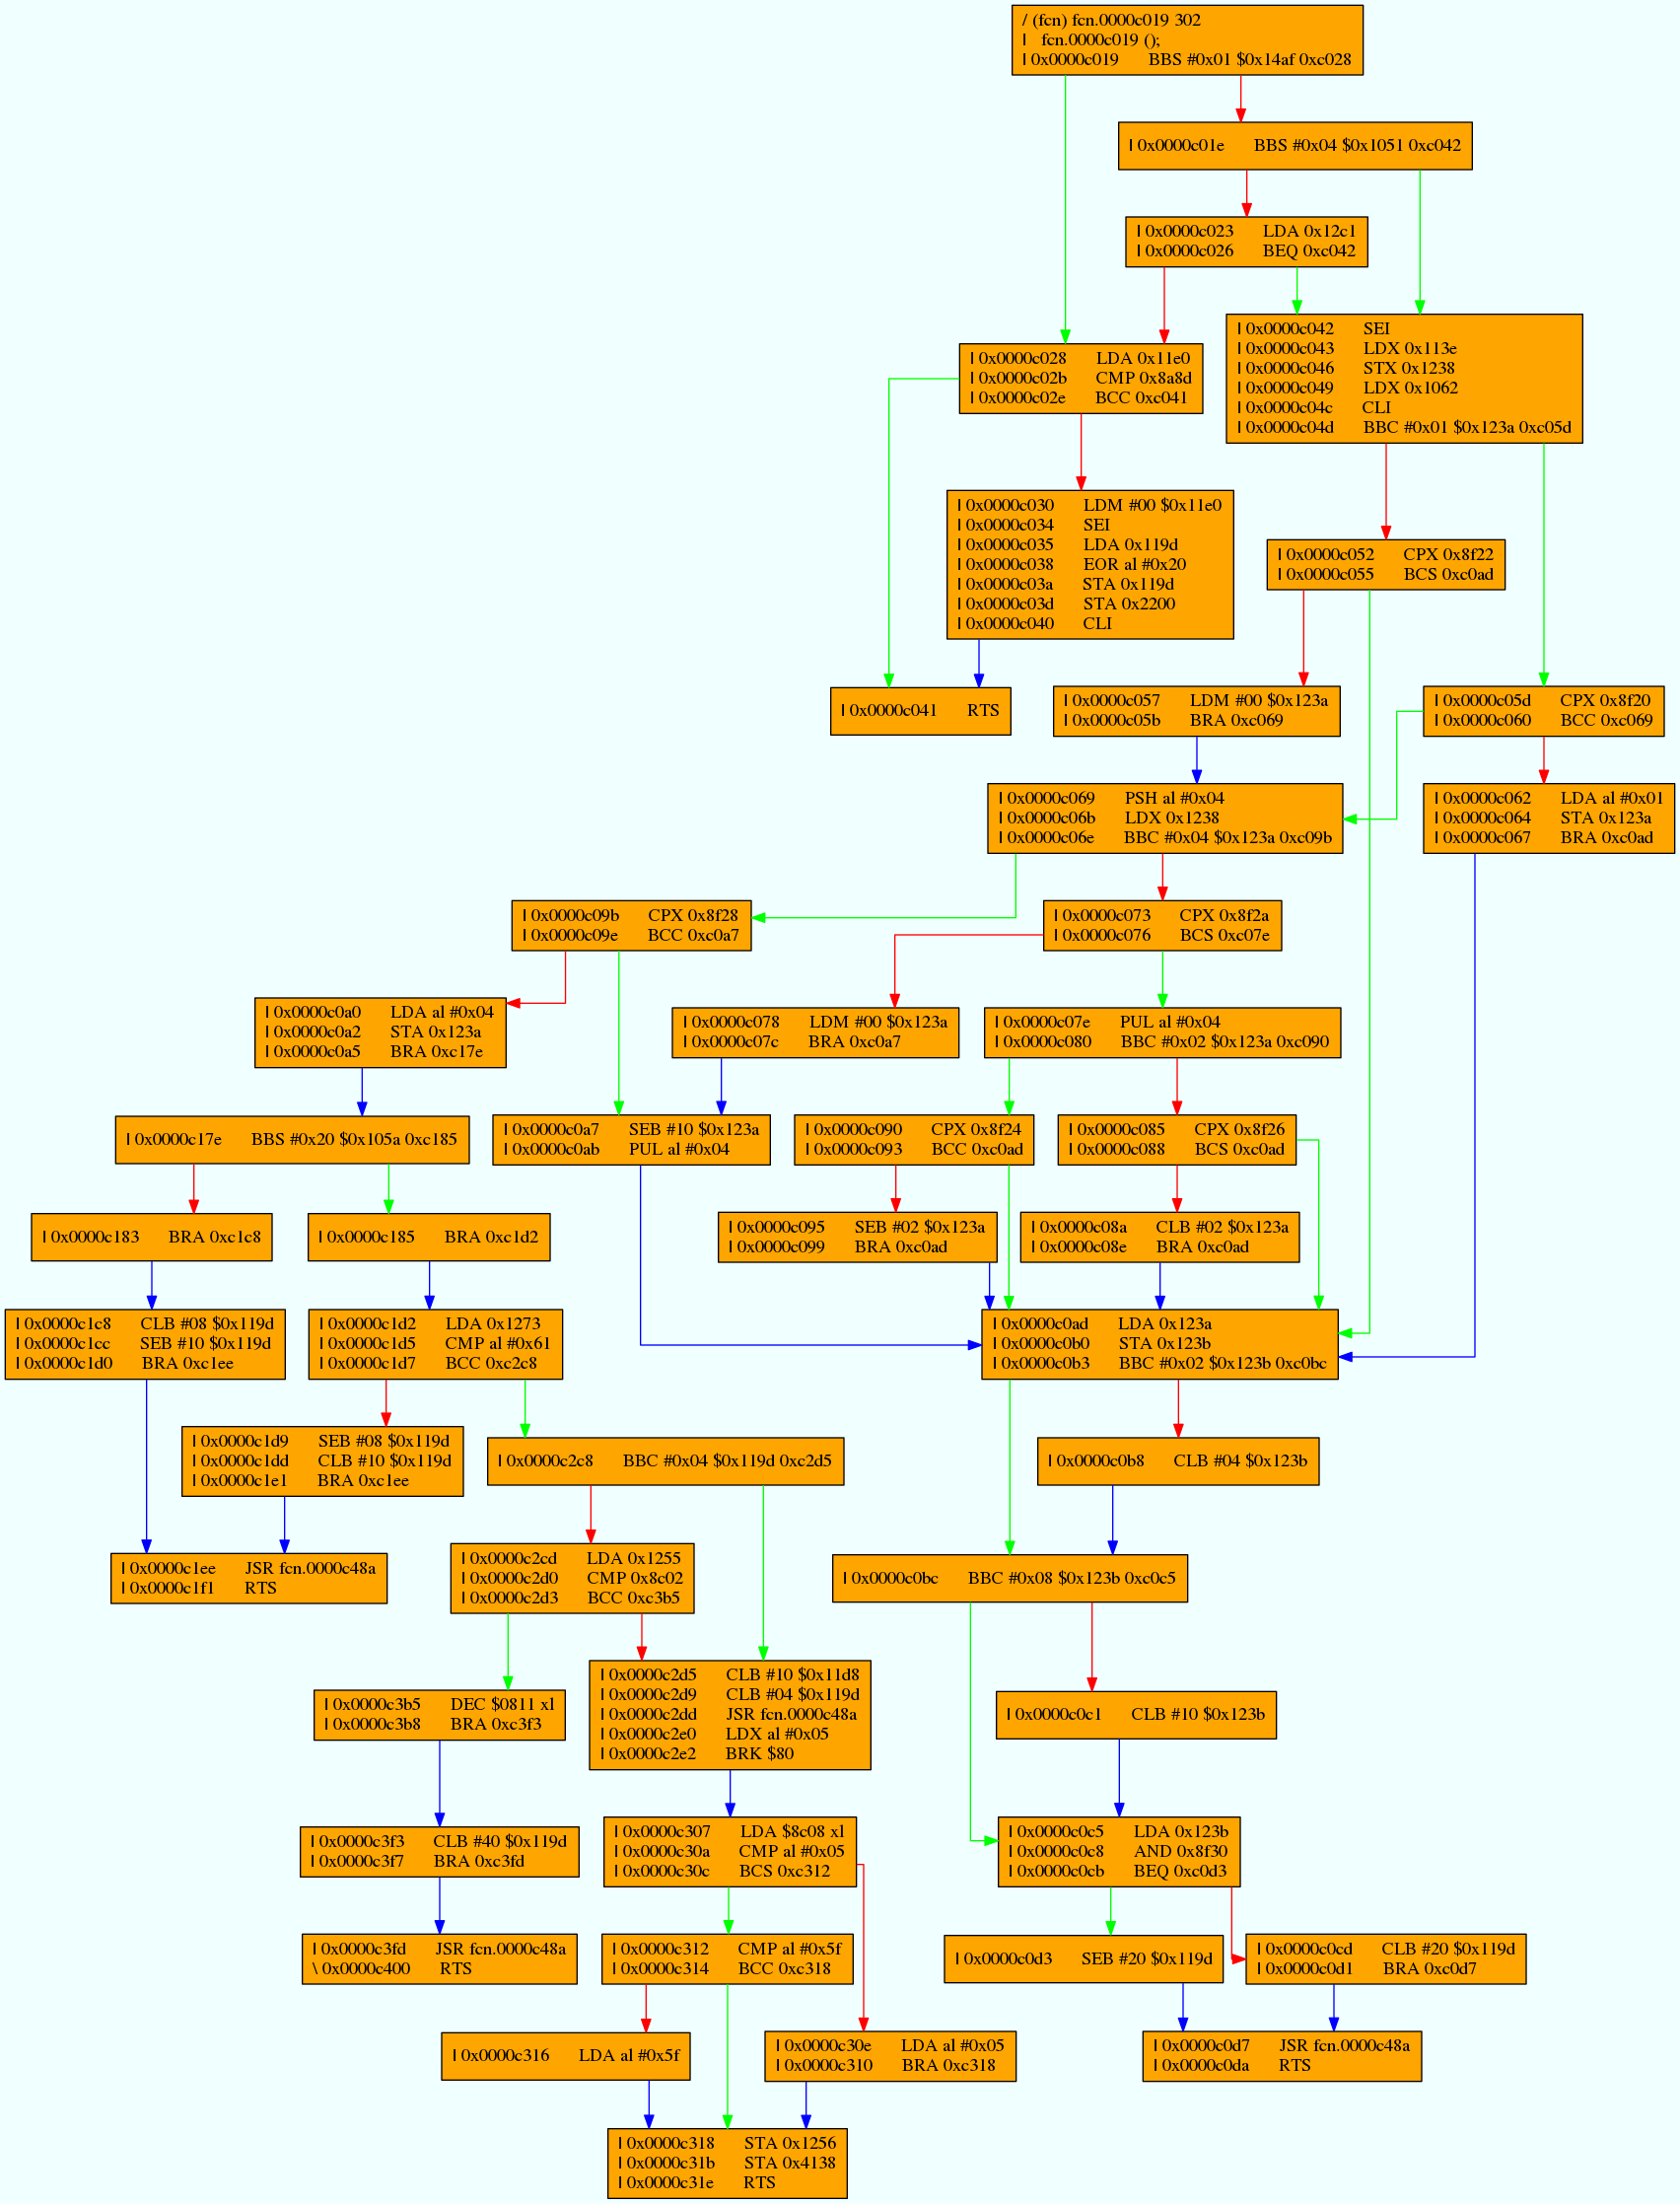 / (fcn) fcn.0000c019 302
| fcn.0000c019 ();
| 0x0000c019 BBS #0x01 $0x14af 0xc028
| 0x0000c01e BBS #0x04 $0x1051 0xc042
| 0x0000c023 LDA 0x12c1
| 0x0000c026 BEQ 0xc042
| 0x0000c042 SEI
| 0x0000c043 LDX 0x113e
| 0x0000c046 STX 0x1238
| 0x0000c049 LDX 0x1062
| 0x0000c04c CLI
| 0x0000c04d BBC #0x01 $0x123a 0xc05d
| 0x0000c028 LDA 0x11e0
| 0x0000c02b CMP 0x8a8d
| 0x0000c02e BCC 0xc041
| 0x0000c030 LDM #00 $0x11e0
| 0x0000c034 SEI
| 0x0000c035 LDA 0x119d
| 0x0000c038 EOR al #0x20
| 0x0000c03a STA 0x119d
| 0x0000c03d STA 0x2200
| 0x0000c040 CLI
| 0x0000c052 CPX 0x8f22
| 0x0000c055 BCS 0xc0ad
| 0x0000c041 RTS
| 0x0000c057 LDM #00 $0x123a
| 0x0000c05b BRA 0xc069
| 0x0000c05d CPX 0x8f20
| 0x0000c060 BCC 0xc069
| 0x0000c069 PSH al #0x04
| 0x0000c06b LDX 0x1238
| 0x0000c06e BBC #0x04 $0x123a 0xc09b
| 0x0000c062 LDA al #0x01
| 0x0000c064 STA 0x123a
| 0x0000c067 BRA 0xc0ad
| 0x0000c09b CPX 0x8f28
| 0x0000c09e BCC 0xc0a7
| 0x0000c073 CPX 0x8f2a
| 0x0000c076 BCS 0xc07e
| 0x0000c0a0 LDA al #0x04
| 0x0000c0a2 STA 0x123a
| 0x0000c0a5 BRA 0xc17e
| 0x0000c078 LDM #00 $0x123a
| 0x0000c07c BRA 0xc0a7
| 0x0000c07e PUL al #0x04
| 0x0000c080 BBC #0x02 $0x123a 0xc090
| 0x0000c17e BBS #0x20 $0x105a 0xc185
| 0x0000c0a7 SEB #10 $0x123a
| 0x0000c0ab PUL al #0x04
| 0x0000c090 CPX 0x8f24
| 0x0000c093 BCC 0xc0ad
| 0x0000c085 CPX 0x8f26
| 0x0000c088 BCS 0xc0ad
| 0x0000c183 BRA 0xc1c8
| 0x0000c185 BRA 0xc1d2
| 0x0000c095 SEB #02 $0x123a
| 0x0000c099 BRA 0xc0ad
| 0x0000c08a CLB #02 $0x123a
| 0x0000c08e BRA 0xc0ad
| 0x0000c1c8 CLB #08 $0x119d
| 0x0000c1cc SEB #10 $0x119d
| 0x0000c1d0 BRA 0xc1ee
| 0x0000c1d2 LDA 0x1273
| 0x0000c1d5 CMP al #0x61
| 0x0000c1d7 BCC 0xc2c8
| 0x0000c0ad LDA 0x123a
| 0x0000c0b0 STA 0x123b
| 0x0000c0b3 BBC #0x02 $0x123b 0xc0bc
| 0x0000c1d9 SEB #08 $0x119d
| 0x0000c1dd CLB #10 $0x119d
| 0x0000c1e1 BRA 0xc1ee
| 0x0000c2c8 BBC #0x04 $0x119d 0xc2d5
| 0x0000c0b8 CLB #04 $0x123b
| 0x0000c1ee JSR fcn.0000c48a
| 0x0000c1f1 RTS
| 0x0000c2cd LDA 0x1255
| 0x0000c2d0 CMP 0x8c02
| 0x0000c2d3 BCC 0xc3b5
| 0x0000c0bc BBC #0x08 $0x123b 0xc0c5
| 0x0000c3b5 DEC $0811 xl
| 0x0000c3b8 BRA 0xc3f3
| 0x0000c2d5 CLB #10 $0x11d8
| 0x0000c2d9 CLB #04 $0x119d
| 0x0000c2dd JSR fcn.0000c48a
| 0x0000c2e0 LDX al #0x05
| 0x0000c2e2 BRK $80
| 0x0000c0c1 CLB #10 $0x123b
| 0x0000c3f3 CLB #40 $0x119d
| 0x0000c3f7 BRA 0xc3fd
| 0x0000c307 LDA $8c08 xl
| 0x0000c30a CMP al #0x05
| 0x0000c30c BCS 0xc312
| 0x0000c0c5 LDA 0x123b
| 0x0000c0c8 AND 0x8f30
| 0x0000c0cb BEQ 0xc0d3
| 0x0000c3fd JSR fcn.0000c48a
\ 0x0000c400 RTS
| 0x0000c312 CMP al #0x5f
| 0x0000c314 BCC 0xc318
| 0x0000c0d3 SEB #20 $0x119d
| 0x0000c0cd CLB #20 $0x119d
| 0x0000c0d1 BRA 0xc0d7
| 0x0000c316 LDA al #0x5f
| 0x0000c30e LDA al #0x05
| 0x0000c310 BRA 0xc318
| 0x0000c0d7 JSR fcn.0000c48a
| 0x0000c0da RTS
| 0x0000c318 STA 0x1256
| 0x0000c31b STA 0x4138
| 0x0000c31e RTS